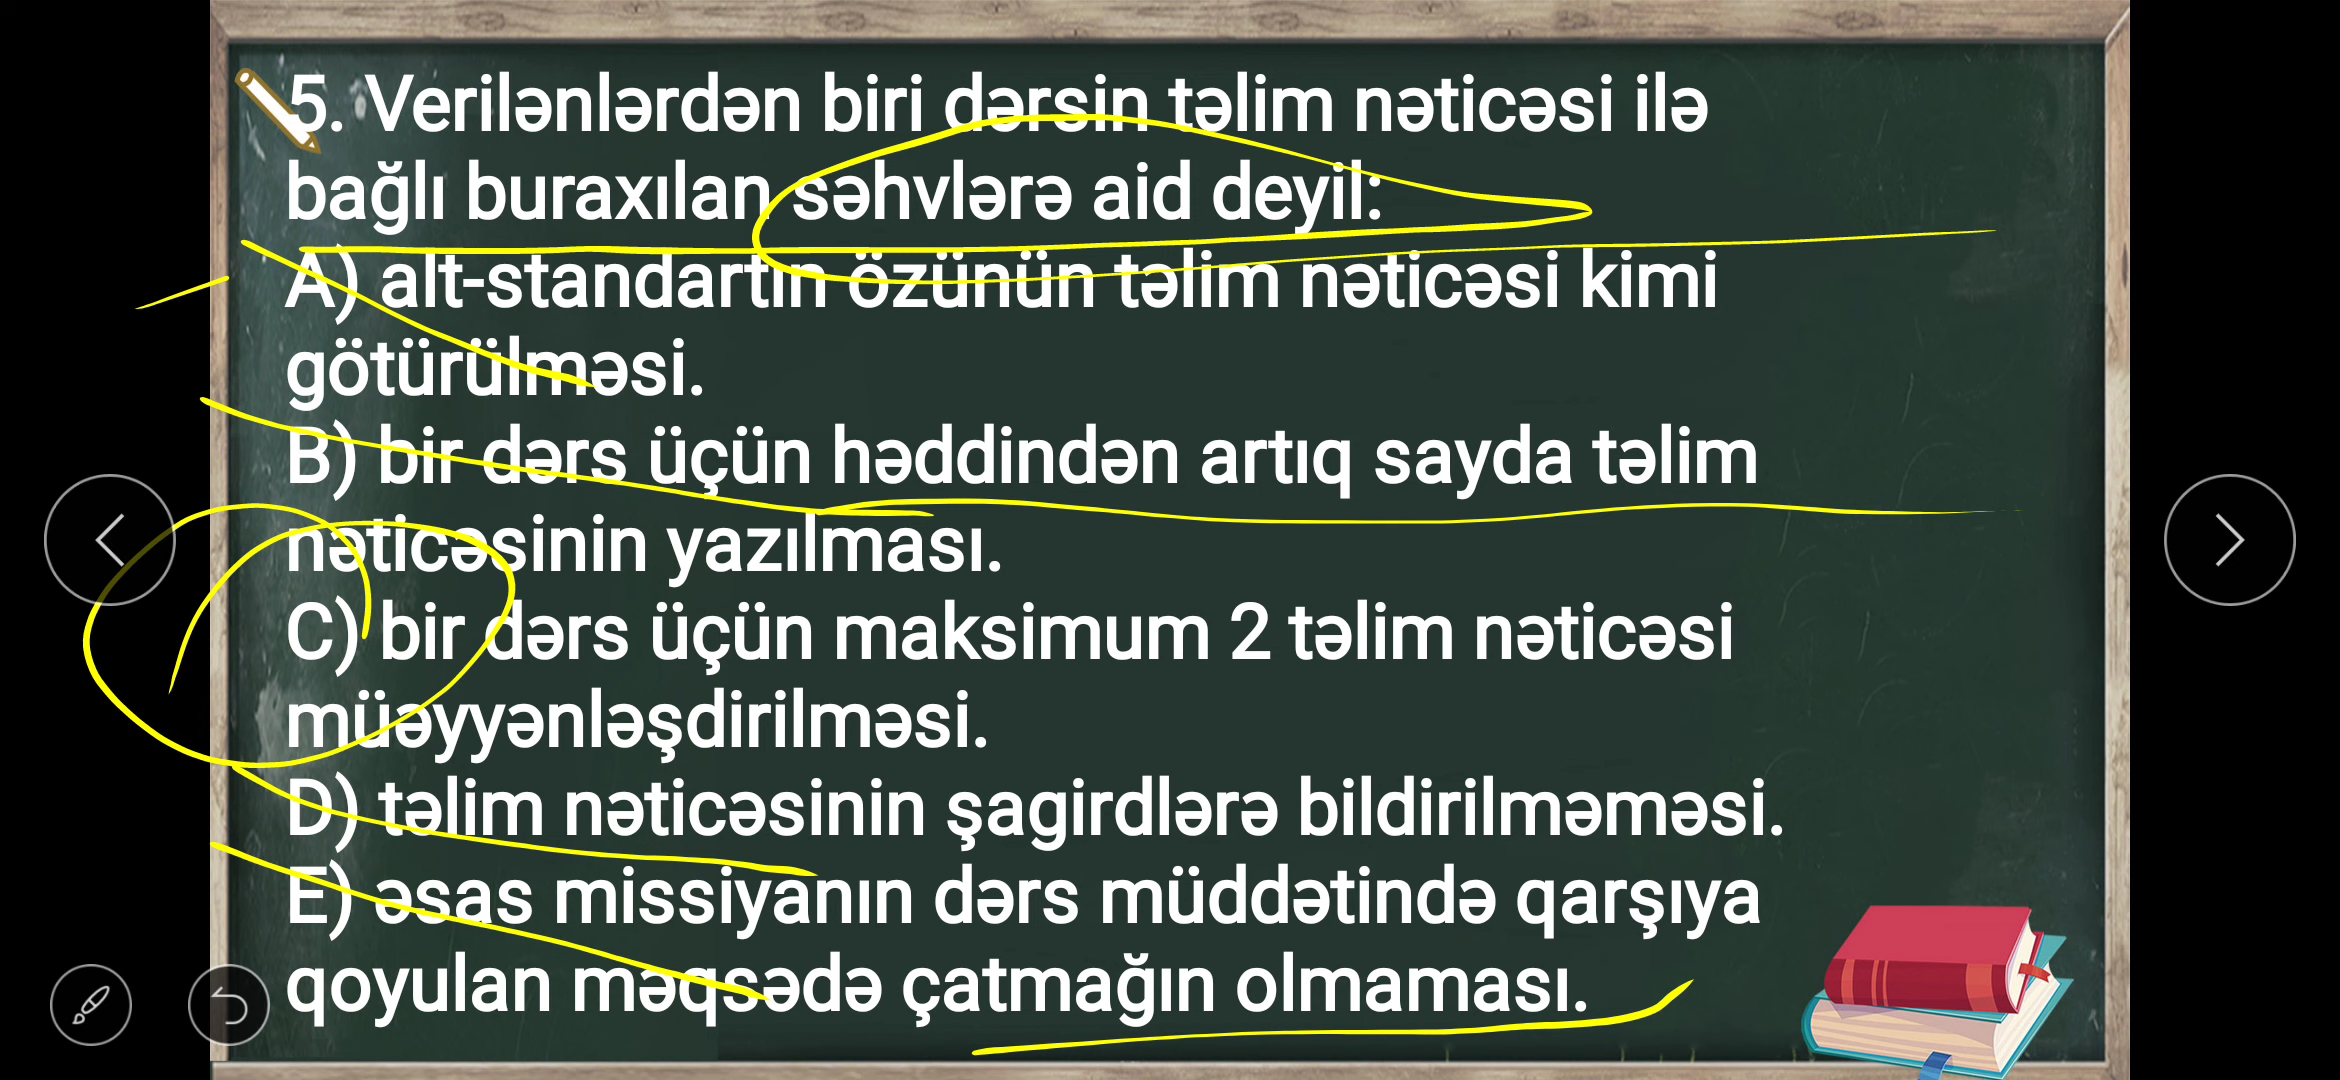 5. Verilənlərdən biri dərsin təlim nəticəsi ilə
bağlı buraxılan səhvlərə aid deyil:
A) alt-standartın özünün təlim nəticəsi kimi
götürülməsi.
B) bir dərs üçün həddindən artıq sayda təlim
nəticəsinin yazılması.
C) bir dərs üçün maksimum 2 təlim nəticəsi
müəyyənləşdirilməsi.
D) təlim nəticəsinin şagirdlərə bildirilməməsi.
E) əsas missiyanın dərs müddətində qarşıya
qoyulan məqsədə çatmağın olmaması.